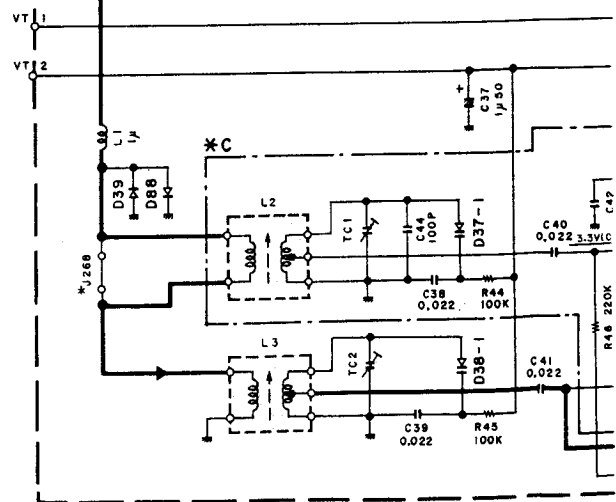 VT 1
VT 2
+
C37
1μ50
L1
1μ
*C
D39
D88
L2
TC1
C44
100P
D37-1
C42
C40
0.022
3.3V(C
*J268
C38
0.022
R44
100K
R46 220K
L3
TC2
D38-1
C41
0.022
C39
0.022
R45
100K